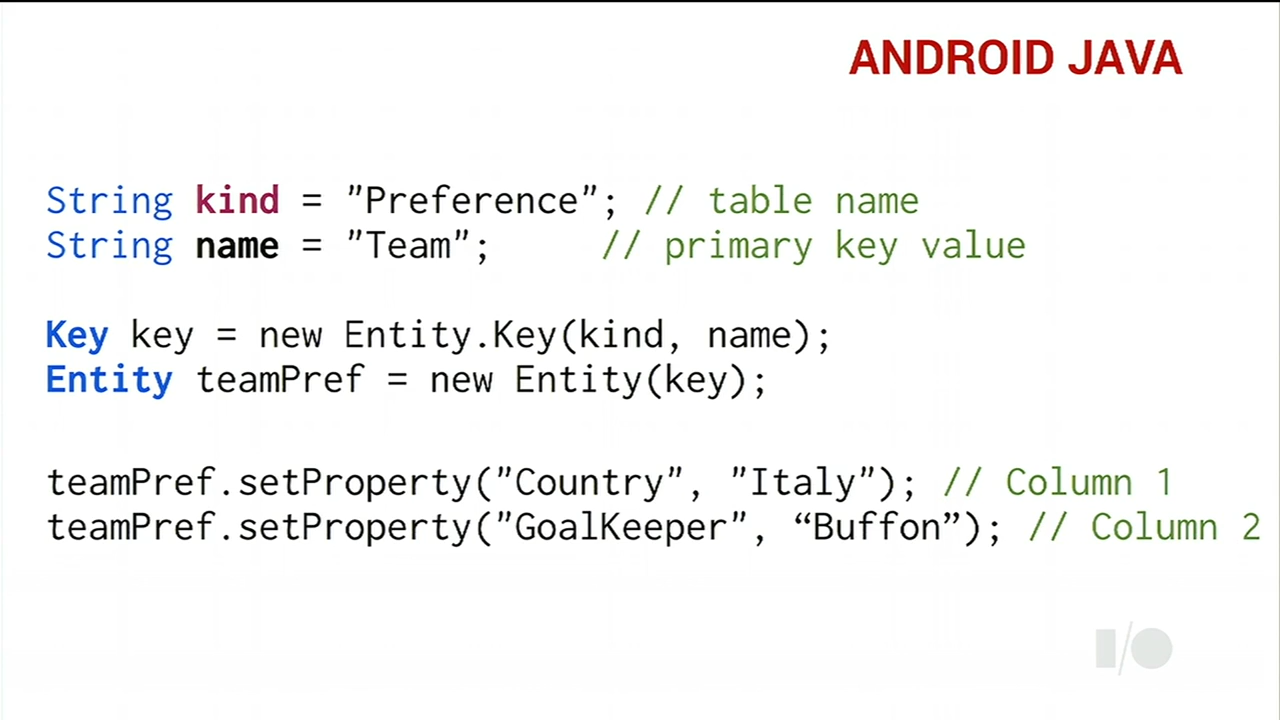 ANDROID JAVA
String kind = "Preference"; // table name
String name = "Team"; // primary key value
Key key = new Entity.Key(kind, name);
Entity teamPref = new Entity(key);
teamPref.setProperty("Country", "Italy"); // Column 1
teamPref.setProperty("GoalKeeper", “Buffon”); // Column 2
I/O